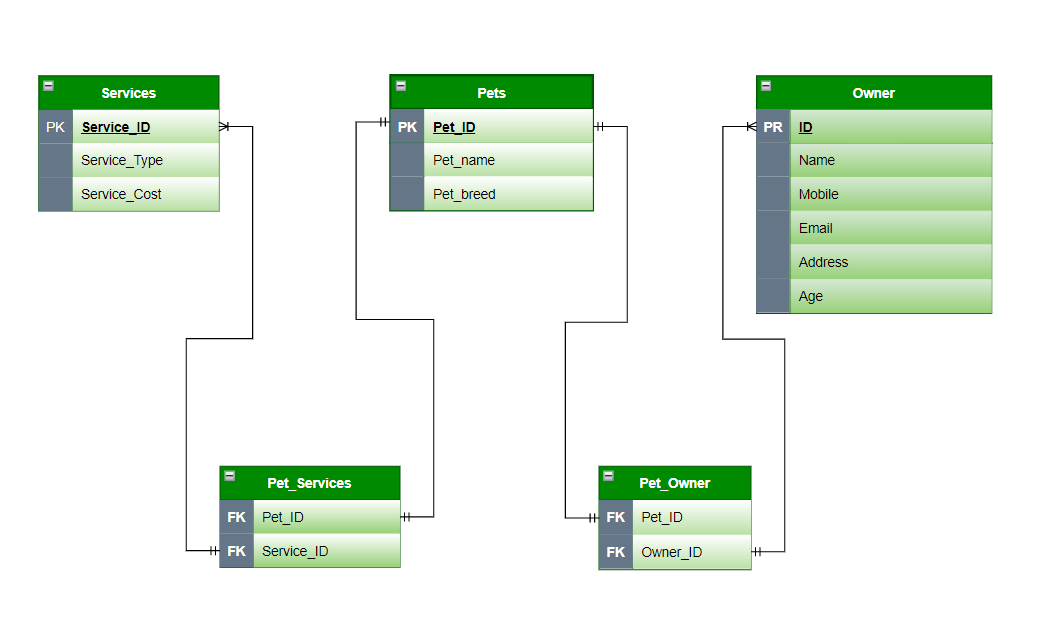 Services
PK Service_ID
Service_Type
Service_Cost
Pets
PK Pet_ID
Pet_name
Pet_breed
Owner
PR ID
Name
Mobile
Email
Address
Age
Pet_Services
FK Pet_ID
FK Service_ID
Pet_Owner
FK Pet_ID
FK Owner_ID